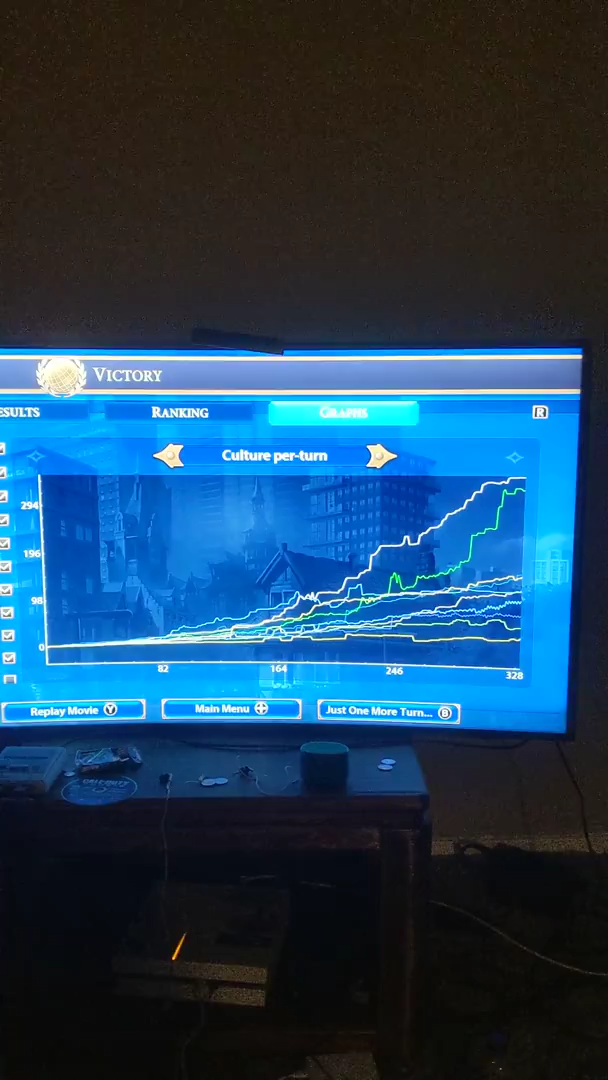 VICTORY
ESULTS
RANKING
GRAPHS
R
Culture per-turn
294
196
98
0
82
164
246
328
Replay Movie Y
Main Menu
Just One More Turn... B